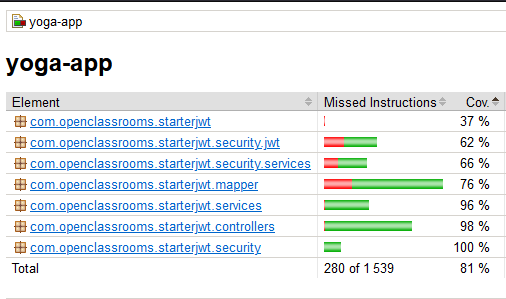 yoga-app
yoga-app
Element Missed Instructions Cov.
com.openclassrooms.starterjwt 37 %
com.openclassrooms.starterjwt.security.jwt 62 %
com.openclassrooms.starterjwt.security.services 66 %
com.openclassrooms.starterjwt.mapper 76 %
com.openclassrooms.starterjwt.services 96 %
com.openclassrooms.starterjwt.controllers 98 %
com.openclassrooms.starterjwt.security 100 %
Total 280 of 1 539 81 %